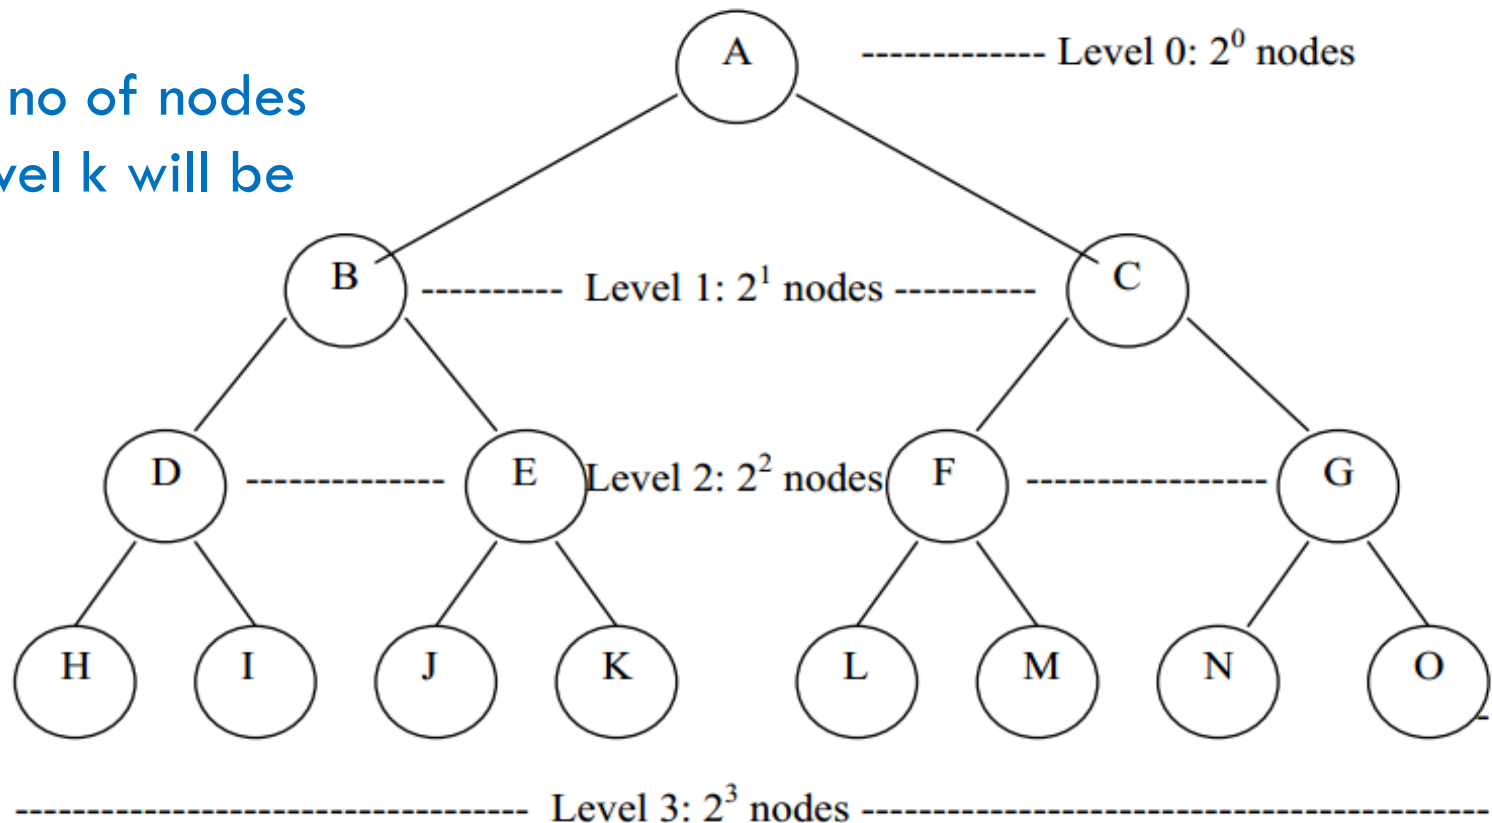 A ------------- Level 0: 2⁰ nodes
no of nodes
vel k will be
B ---------- Level 1: 2¹ nodes ---------- C
D -------------- E Level 2: 2² nodes F ----------------- G
H I J K L M N O
------------------------------------ Level 3: 2³ nodes --------------------------------------------